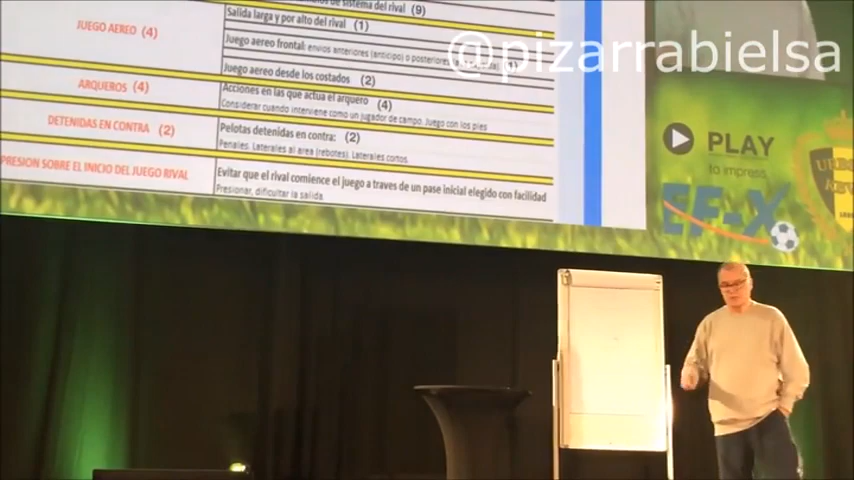 de sistema del rival (9)
@pizarrabielsa
JUEGO AEREO (4)
Salida larga y por alto del rival (1)
Juego aereo frontal: envios anteriores (anticipo) o posteriores
Juego aereo desde los costados (2)
ARQUEROS (4)
Acciones en las que actua el arquero (4)
Considerar cuando interviene como un jugador de campo. Juego con los pies
DETENIDAS EN CONTRA (2)
Pelotas detenidas en contra: (2)
Penales. Laterales al area (rebotes). Laterales cortos
PRESION SOBRE EL INICIO DEL JUEGO RIVAL
Evitar que el rival comience el juego a traves de un pase inicial elegido con facilidad
Presionar, dificultar la salida
PLAY
to impress
EF-X